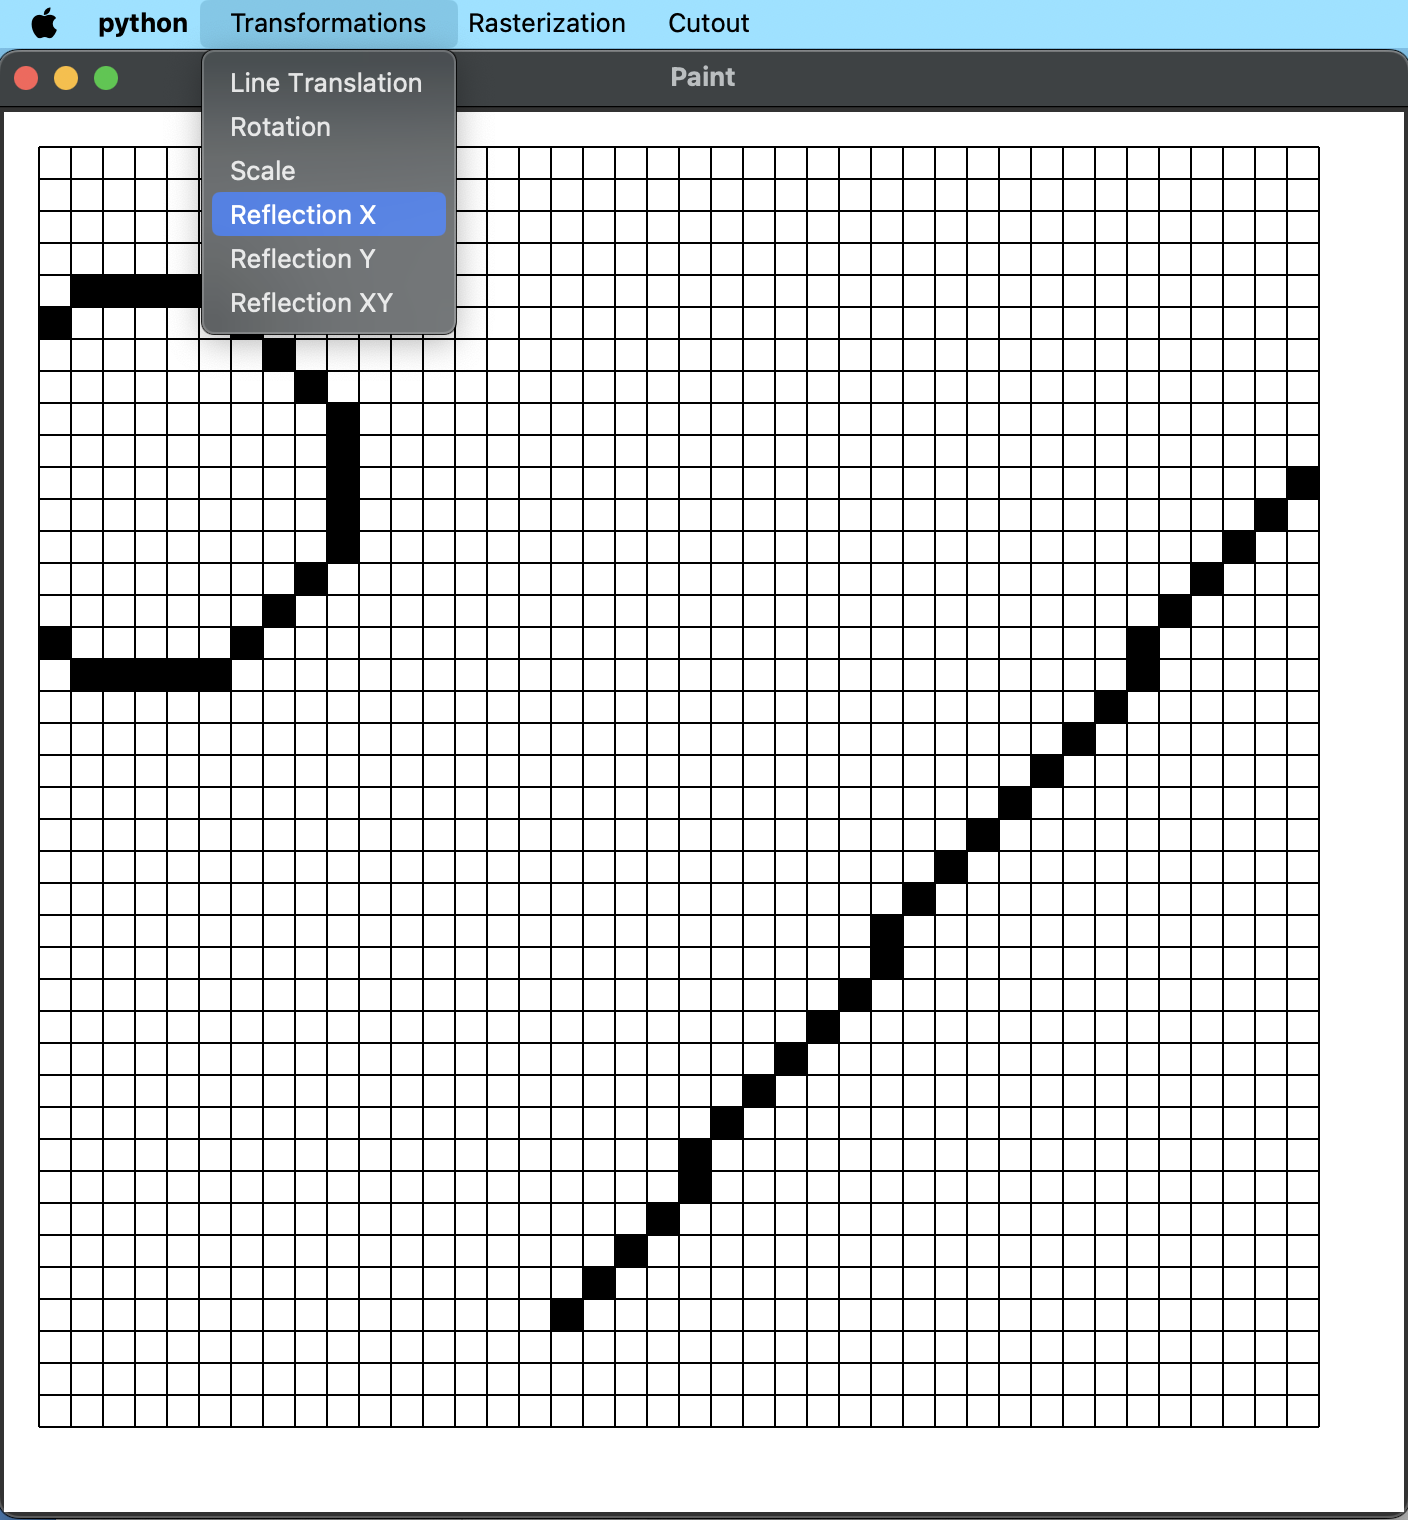 python Transformations Rasterization Cutout
Paint
Line Translation
Rotation
Scale
Reflection X
Reflection Y
Reflection XY